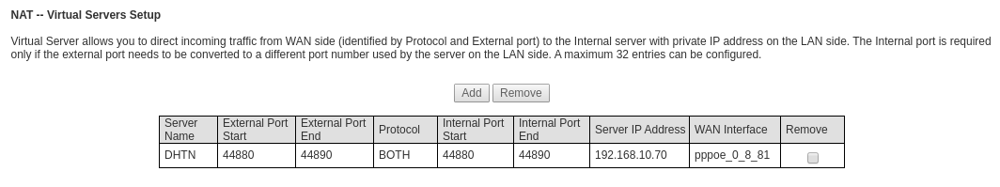 NAT -- Virtual Servers Setup
Virtual Server allows you to direct incoming traffic from WAN side (identified by Protocol and External port) to the Internal server with private IP address on the LAN side. The Internal port is required
only if the external port needs to be converted to a different port number used by the server on the LAN side. A maximum 32 entries can be configured.
Add Remove
Server Name External Port Start External Port End Protocol Internal Port Start Internal Port End Server IP Address WAN Interface Remove
DHTN 44880 44890 BOTH 44880 44890 192.168.10.70 pppoe_0_8_81